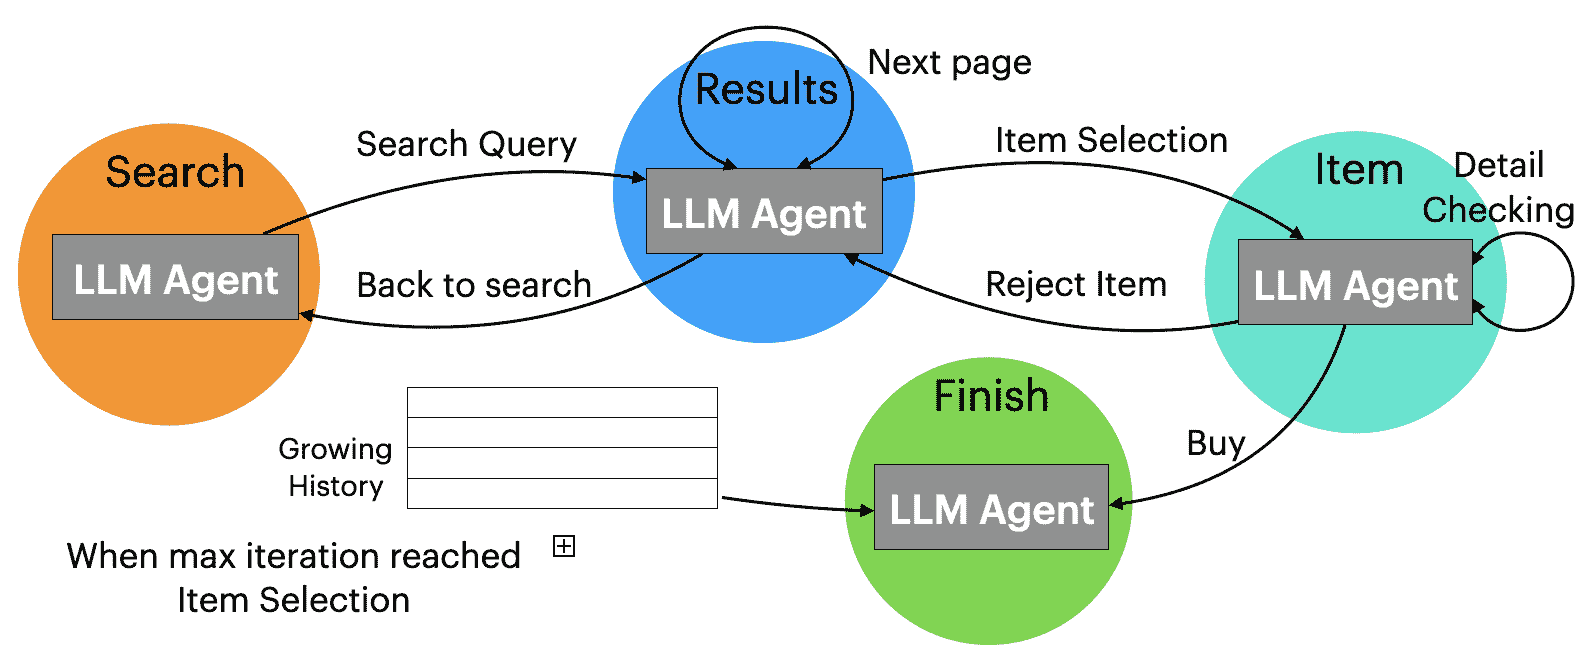 Search
LLM Agent
Search Query
Back to search
Results
LLM Agent
Next page
Item Selection
Reject Item
Item
LLM Agent
Detail
Checking
Buy
Finish
LLM Agent
Growing
History
When max iteration reached
Item Selection